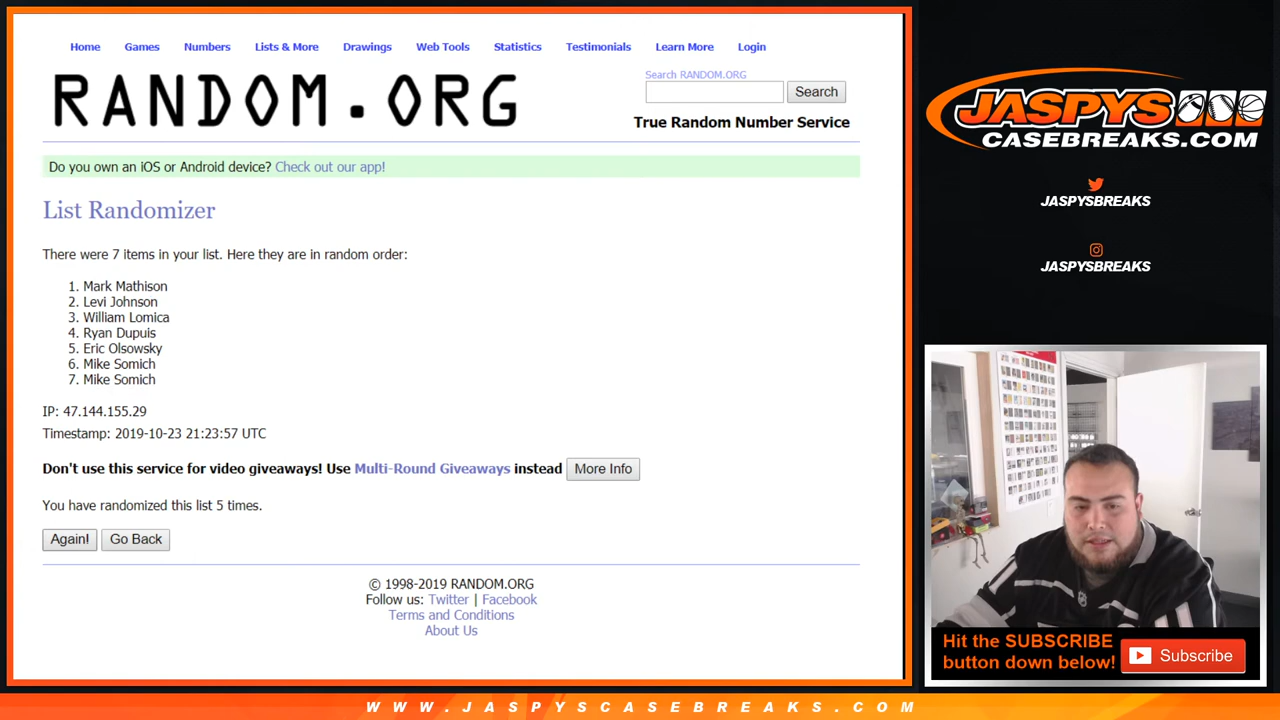 Home Games Numbers Lists & More Drawings Web Tools Statistics Testimonials Learn More Login
RANDOM.ORG
Search RANDOM.ORG
Search
True Random Number Service
Do you own an iOS or Android device? Check out our app!
List Randomizer
There were 7 items in your list. Here they are in random order:
1. Mark Mathison
2. Levi Johnson
3. William Lomica
4. Ryan Dupuis
5. Eric Olsowsky
6. Mike Somich
7. Mike Somich
IP: 47.144.155.29
Timestamp: 2019-10-23 21:23:57 UTC
Don't use this service for video giveaways! Use Multi-Round Giveaways instead More Info
You have randomized this list 5 times.
Again! Go Back
© 1998-2019 RANDOM.ORG
Follow us: Twitter | Facebook
Terms and Conditions
About Us
JASPYS
CASEBREAKS.COM
JASPYSBREAKS
JASPYSBREAKS
Hit the SUBSCRIBE
button down below!
Subscribe
WWW.JASPYSCASEBREAKS.COM